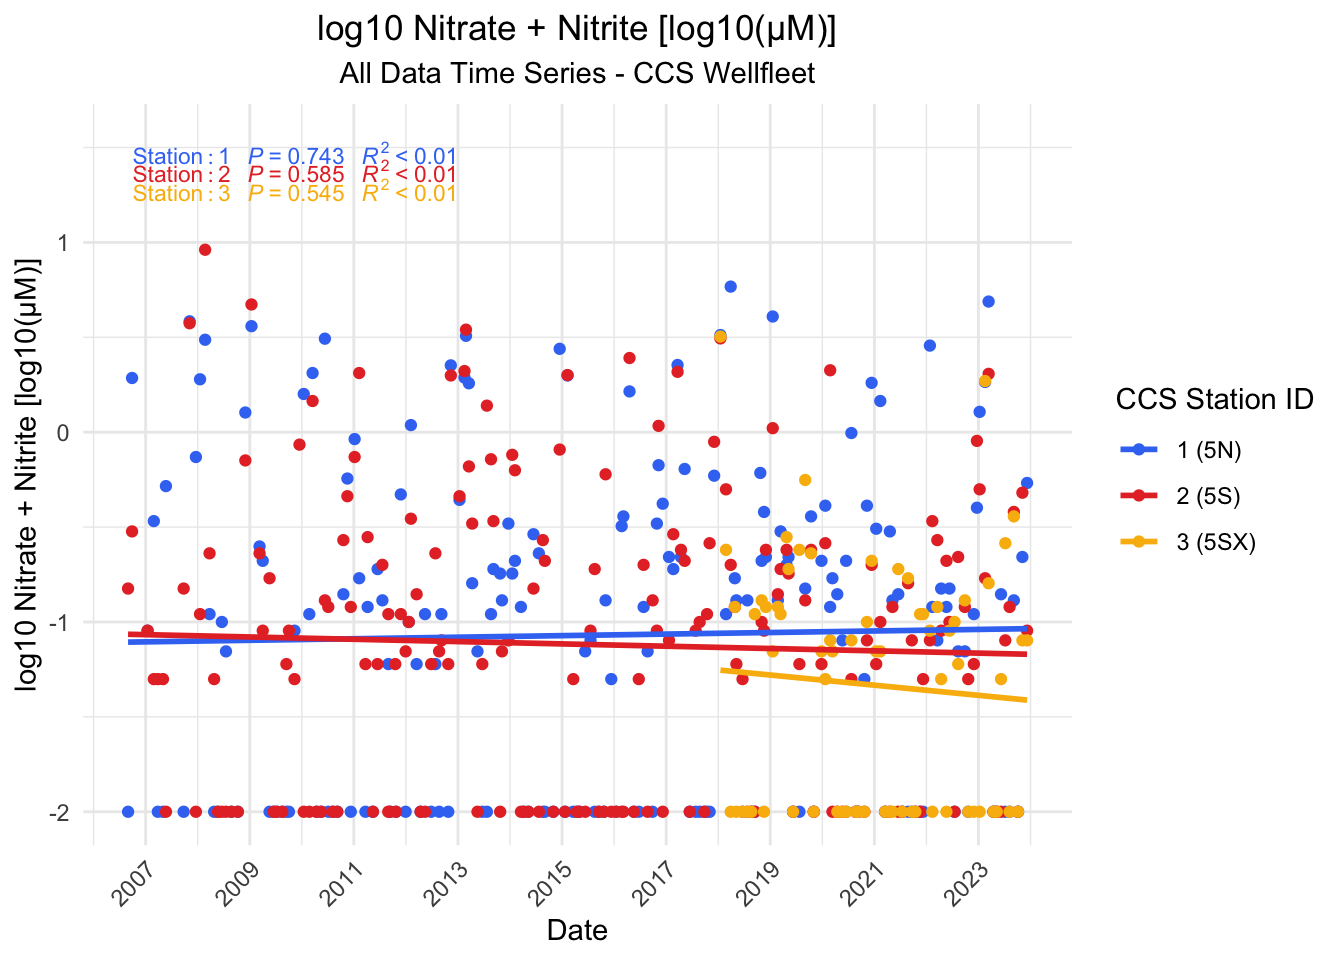 log10 Nitrate + Nitrite [log10(µM)]
All Data Time Series - CCS Wellfleet
Station : 1 P = 0.743 R² < 0.01
Station : 2 P = 0.585 R² < 0.01
Station : 3 P = 0.545 R² < 0.01
log10 Nitrate + Nitrite [log10(µM)]
1
0
-1
-2
2007
2009
2011
2013
2015
2017
2019
2021
2023
Date
CCS Station ID
1 (5N)
2 (5S)
3 (5SX)